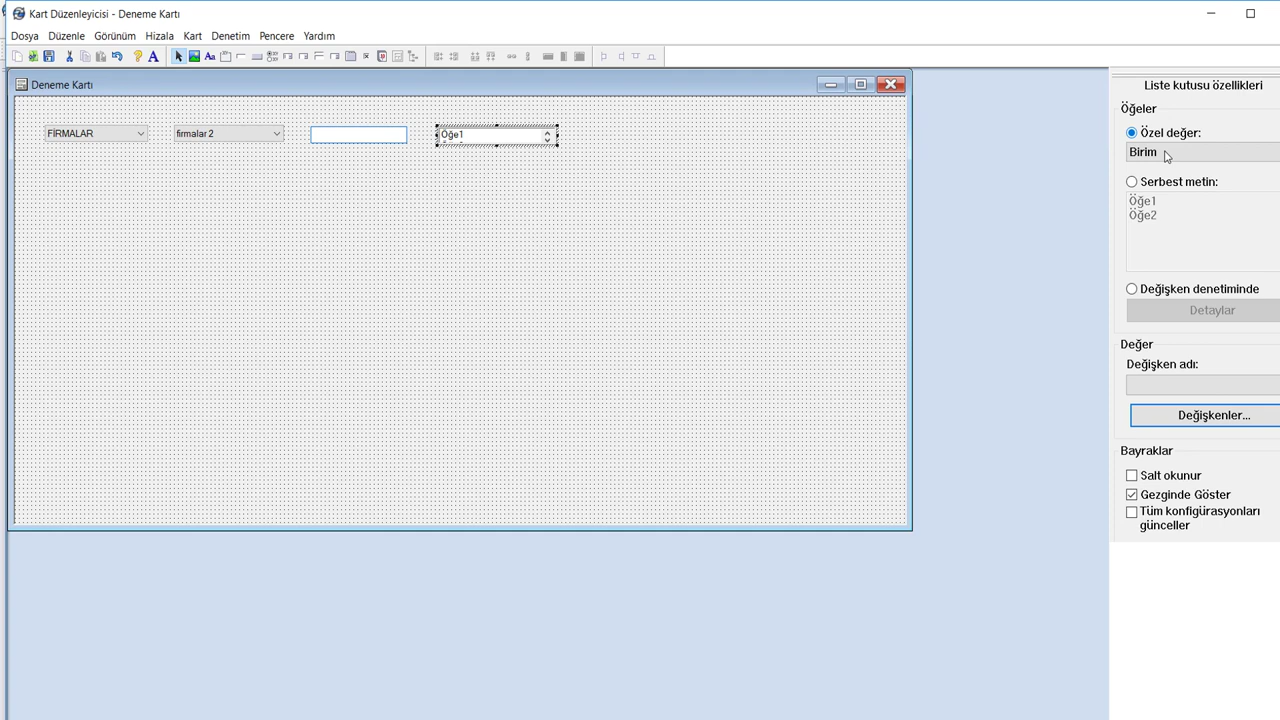 Kart Düzenleyicisi - Deneme Kartı
Dosya Düzenle Görünüm Hizala Kart Denetim Pencere Yardım
Deneme Kartı
Liste kutusu özellikleri
Öğeler
FİRMALAR firmalar 2 Öğe1
Özel değer:
Birim
Serbest metin:
Öğe1
Öğe2
Değişken denetiminde
Detaylar
Değer
Değişken adı:
Değişkenler...
Bayraklar
Salt okunur
Gezginde Göster
Tüm konfigürasyonları
günceller